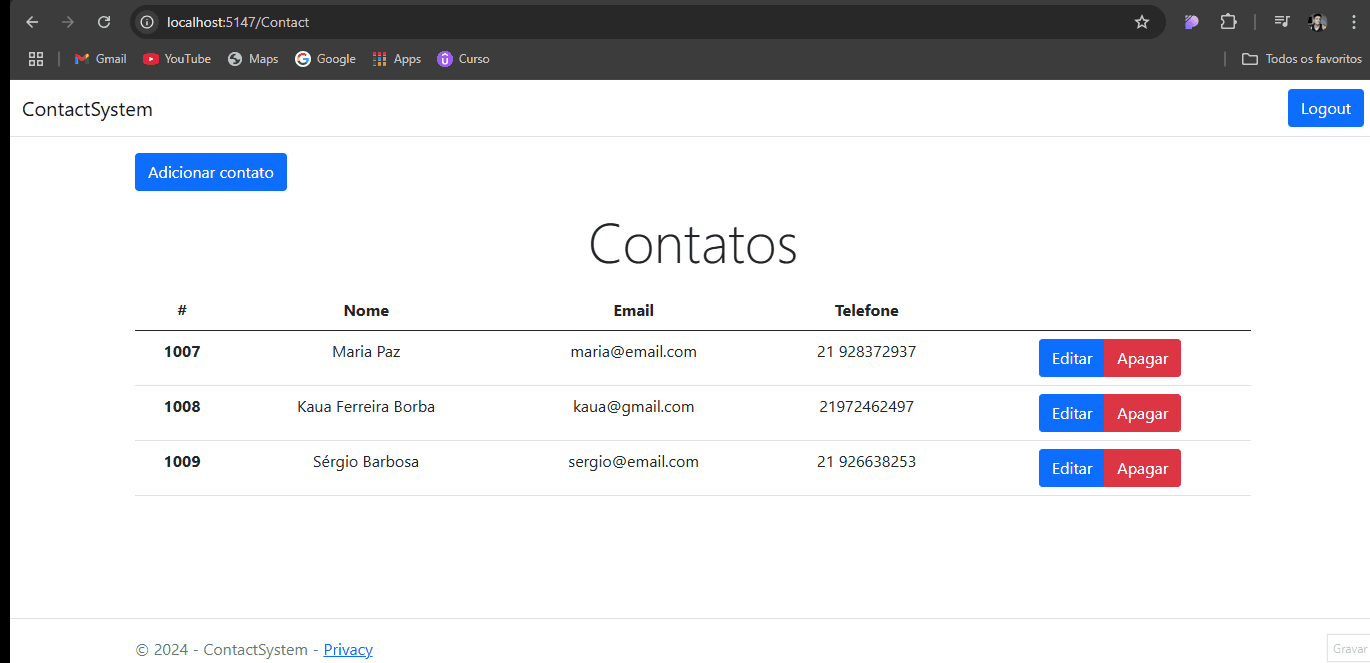 localhost:5147/Contact
Gmail YouTube Maps Google Apps Curso Todos os favoritos
ContactSystem Logout
Adicionar contato
Contatos
# Nome Email Telefone
1007 Maria Paz maria@email.com 21 928372937 Editar Apagar
1008 Kaua Ferreira Borba kaua@gmail.com 21972462497 Editar Apagar
1009 Sérgio Barbosa sergio@email.com 21 926638253 Editar Apagar
© 2024 - ContactSystem - Privacy Gravar